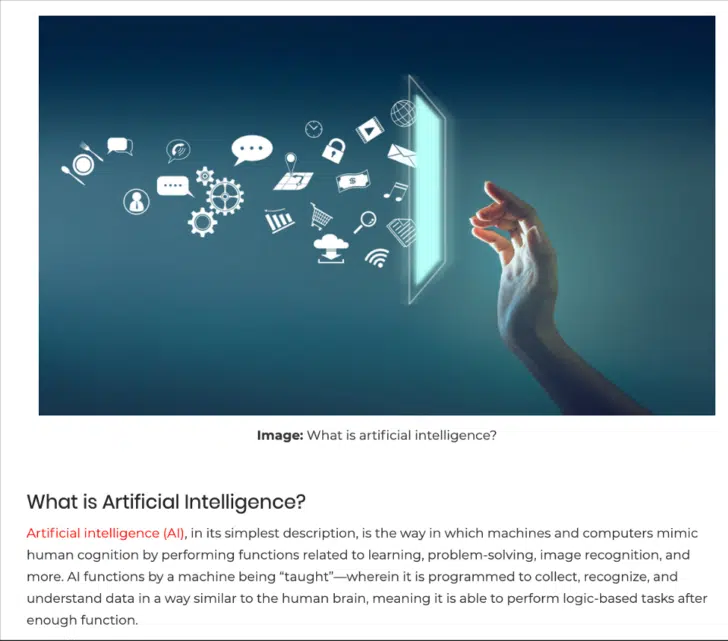 Image: What is artificial intelligence?
What is Artificial Intelligence?
Artificial intelligence (AI), in its simplest description, is the way in which machines and computers mimic
human cognition by performing functions related to learning, problem-solving, image recognition, and
more. AI functions by a machine being “taught”—wherein it is programmed to collect, recognize, and
understand data in a way similar to the human brain, meaning it is able to perform logic-based tasks after
enough function.